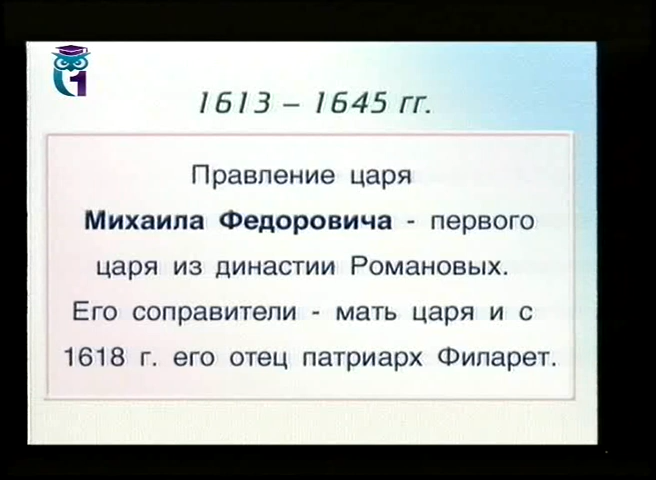 1
1613 – 1645 гг.
Правление царя
Михаила Федоровича - первого
царя из династии Романовых.
Его соправители - мать царя и с
1618 г. его отец патриарх Филарет.